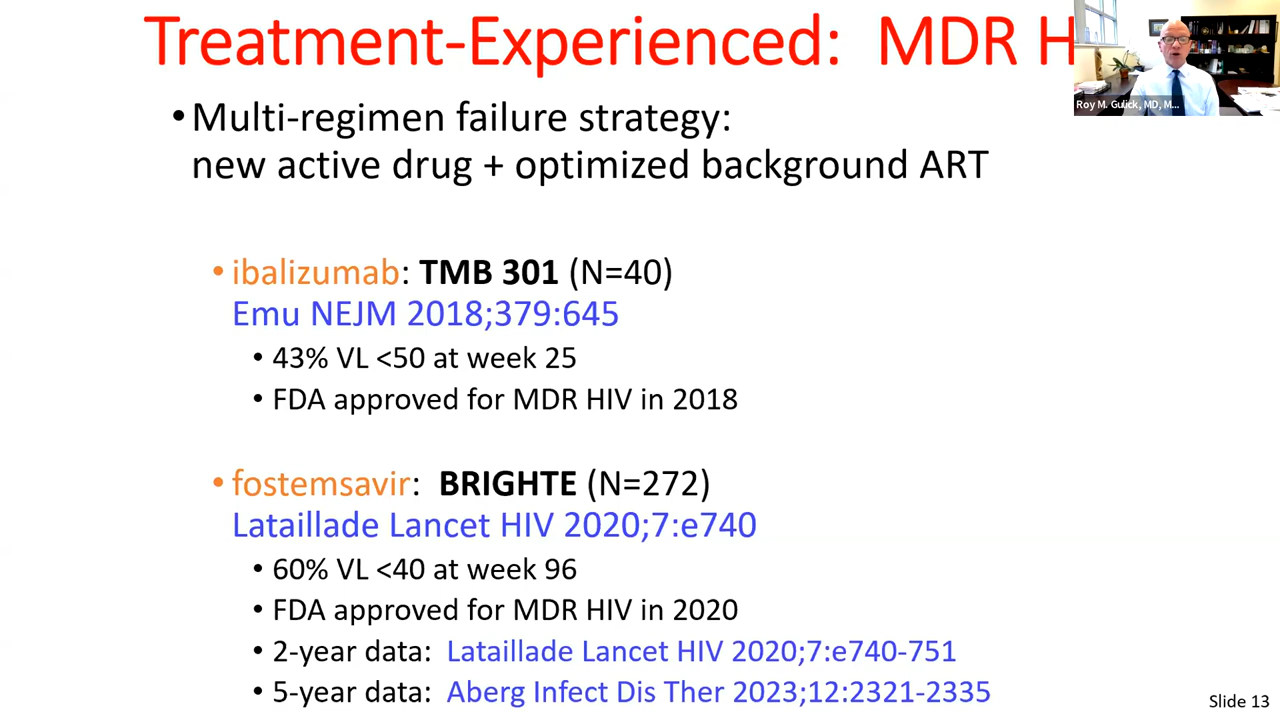 Treatment-Experienced: MDR H
Roy M. Gulick, MD, M...
• Multi-regimen failure strategy:
new active drug + optimized background ART
• ibalizumab: TMB 301 (N=40)
Emu NEJM 2018;379:645
• 43% VL <50 at week 25
• FDA approved for MDR HIV in 2018
• fostemsavir: BRIGHTE (N=272)
Lataillade Lancet HIV 2020;7:e740
• 60% VL <40 at week 96
• FDA approved for MDR HIV in 2020
• 2-year data: Lataillade Lancet HIV 2020;7:e740-751
• 5-year data: Aberg Infect Dis Ther 2023;12:2321-2335
Slide 13